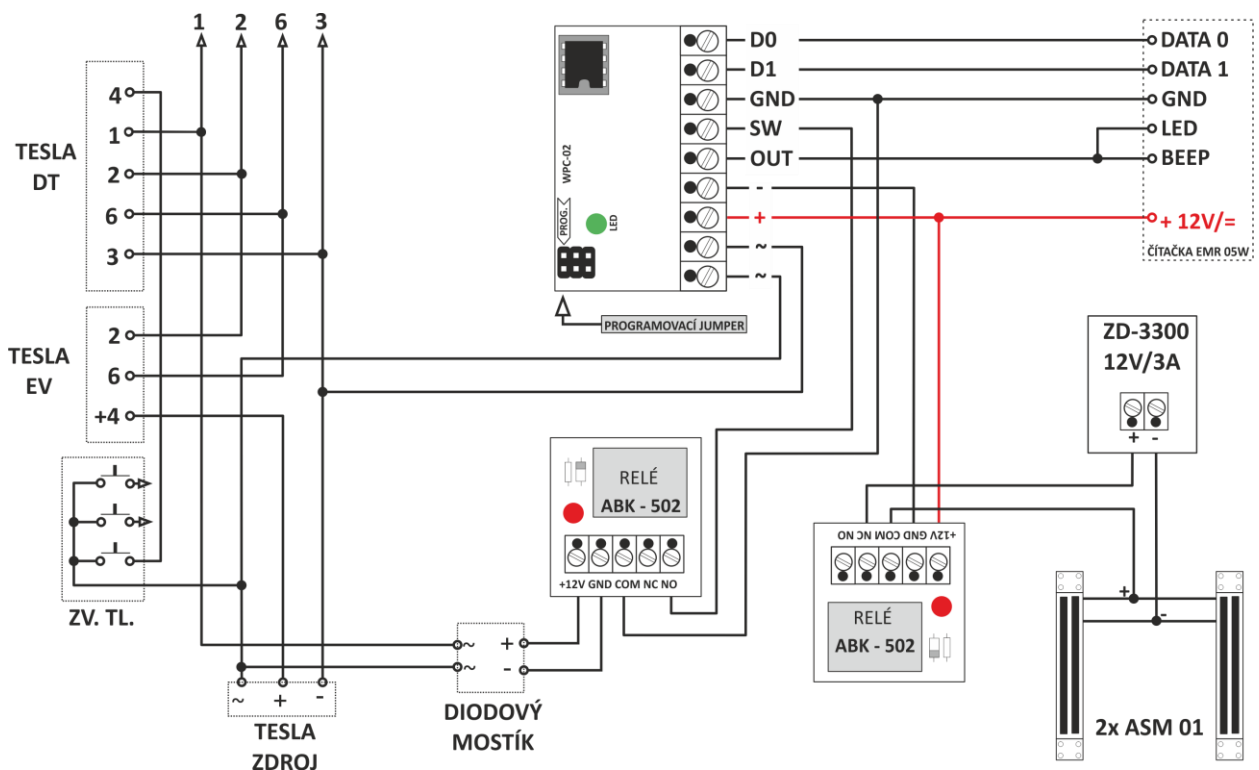 1 2 6 3
TESLA
DT
4
1
2
6
3
TESLA
EV
2
6
+4
ZV. TL.
~ + -
TESLA
ZDROJ
WPC-02
PROG.
LED
D0
D1
GND
SW
OUT
-
+
~
~
PROGRAMOVACÍ JUMPER
DATA 0
DATA 1
GND
LED
BEEP
+ 12V/=
ČÍTAČKA EMR 05W
RELÉ
ABK - 502
+12V GND COM NC NO
~ +
~ -
DIODOVÝ
MOSTÍK
+12V GND COM NC NO
RELÉ
ABK - 502
ZD-3300
12V/3A
+ -
+
-
2x ASM 01